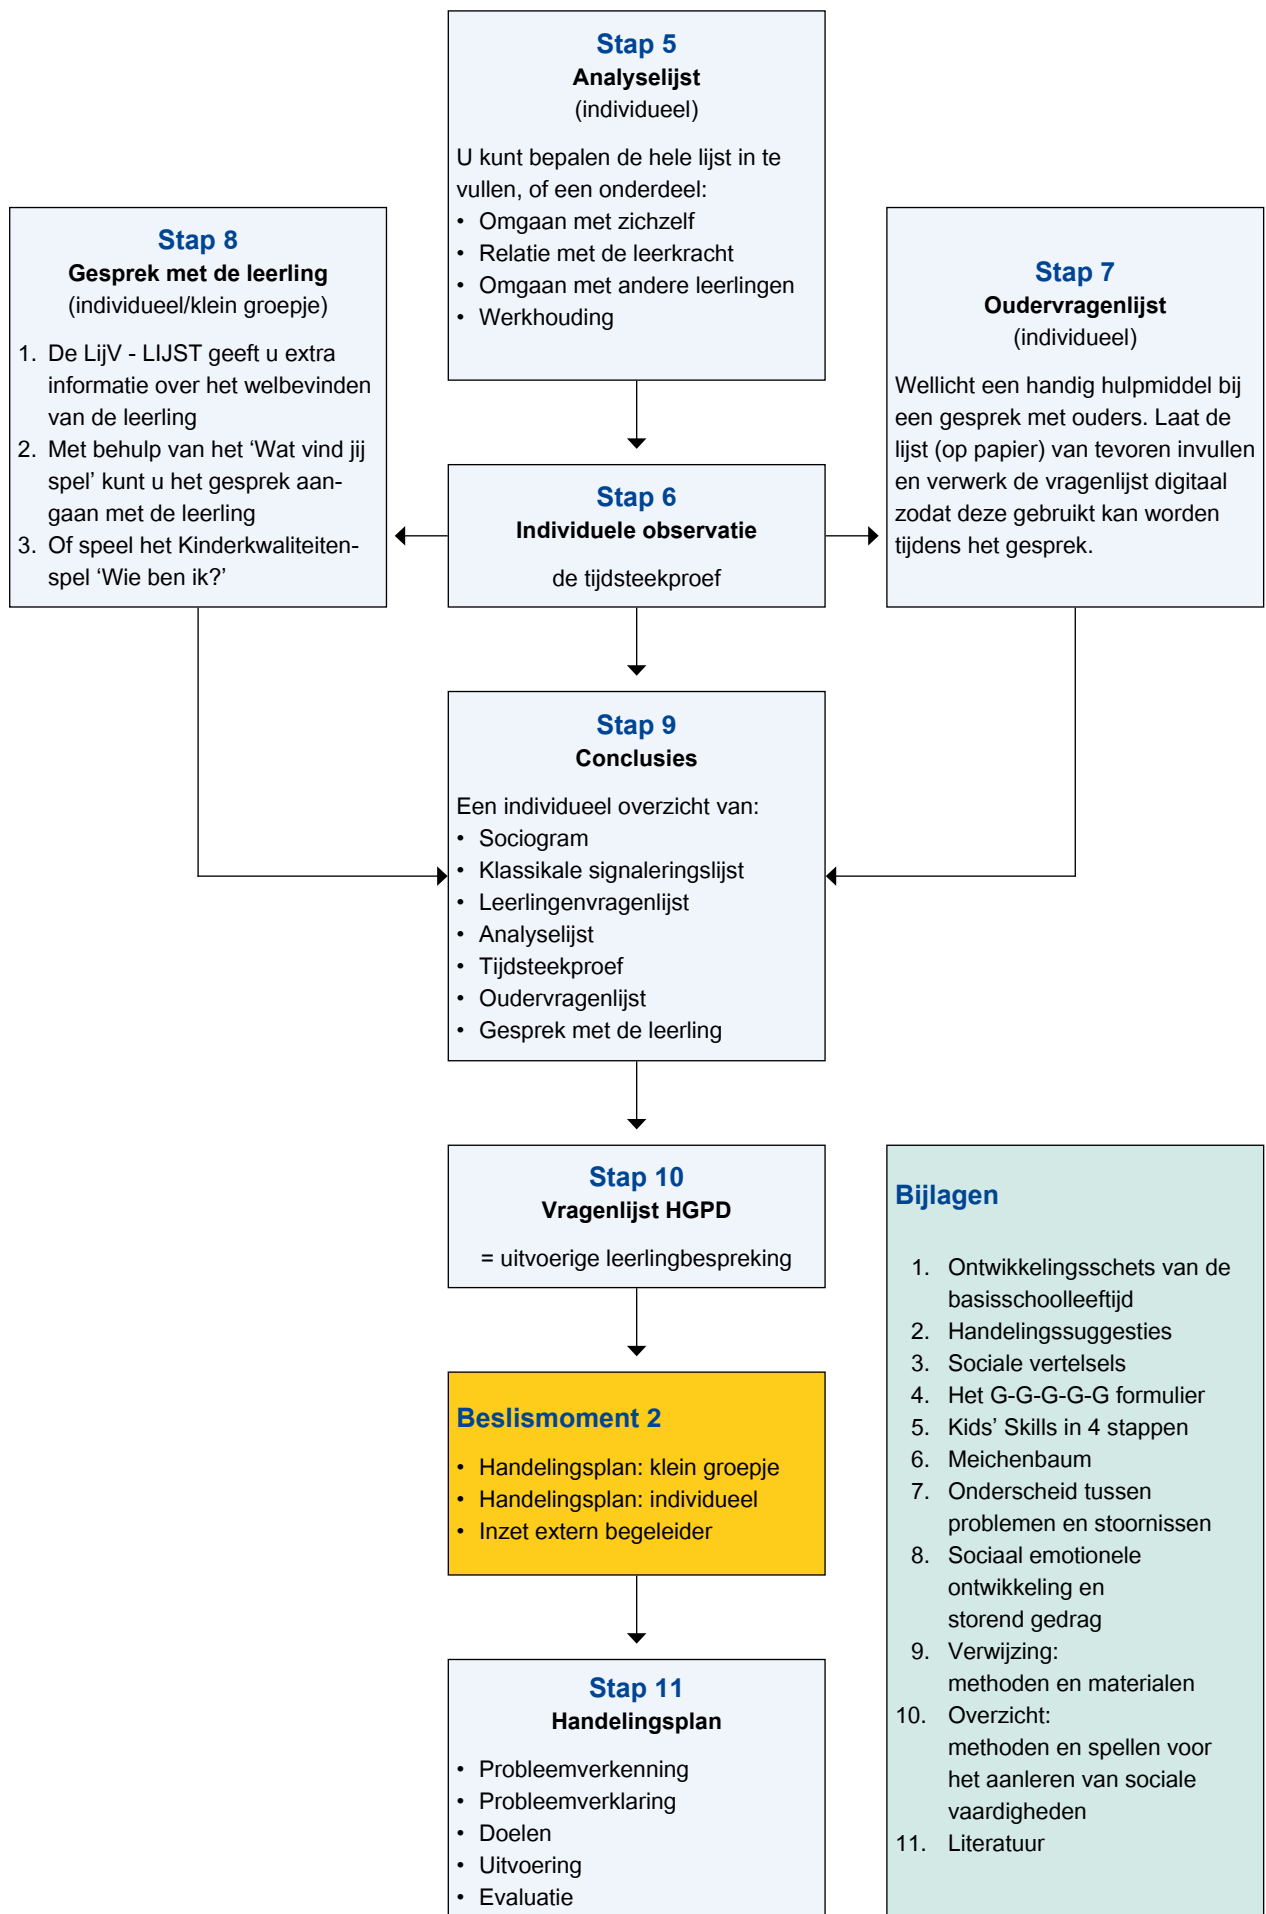 Stap 5
Analyselijst
(individueel)
U kunt bepalen de hele lijst in te
vullen, of een onderdeel:
• Omgaan met zichzelf
• Relatie met de leerkracht
• Omgaan met andere leerlingen
• Werkhouding
Stap 8
Gesprek met de leerling
(individueel/klein groepje)
1. De LijV - LIJST geeft u extra
informatie over het welbevinden
van de leerling
2. Met behulp van het ‘Wat vind jij
spel’ kunt u het gesprek aan-
gaan met de leerling
3. Of speel het Kinderkwaliteiten-
spel ‘Wie ben ik?’
Stap 6
Individuele observatie
de tijdsteekproef
Stap 7
Oudervragenlijst
(individueel)
Wellicht een handig hulpmiddel bij
een gesprek met ouders. Laat de
lijst (op papier) van tevoren invullen
en verwerk de vragenlijst digitaal
zodat deze gebruikt kan worden
tijdens het gesprek.
Stap 9
Conclusies
Een individueel overzicht van:
• Sociogram
• Klassikale signaleringslijst
• Leerlingenvragenlijst
• Analyselijst
• Tijdsteekproef
• Oudervragenlijst
• Gesprek met de leerling
Stap 10
Vragenlijst HGPD
= uitvoerige leerlingbespreking
Beslismoment 2
• Handelingsplan: klein groepje
• Handelingsplan: individueel
• Inzet extern begeleider
Stap 11
Handelingsplan
• Probleemverkenning
• Probleemverklaring
• Doelen
• Uitvoering
• Evaluatie
Bijlagen
1. Ontwikkelingsschets van de
basisschoolleeftijd
2. Handelingssuggesties
3. Sociale vertelsels
4. Het G-G-G-G-G formulier
5. Kids’ Skills in 4 stappen
6. Meichenbaum
7. Onderscheid tussen
problemen en stoornissen
8. Sociaal emotionele
ontwikkeling en
storend gedrag
9. Verwijzing:
methoden en materialen
10. Overzicht:
methoden en spellen voor
het aanleren van sociale
vaardigheden
11. Literatuur